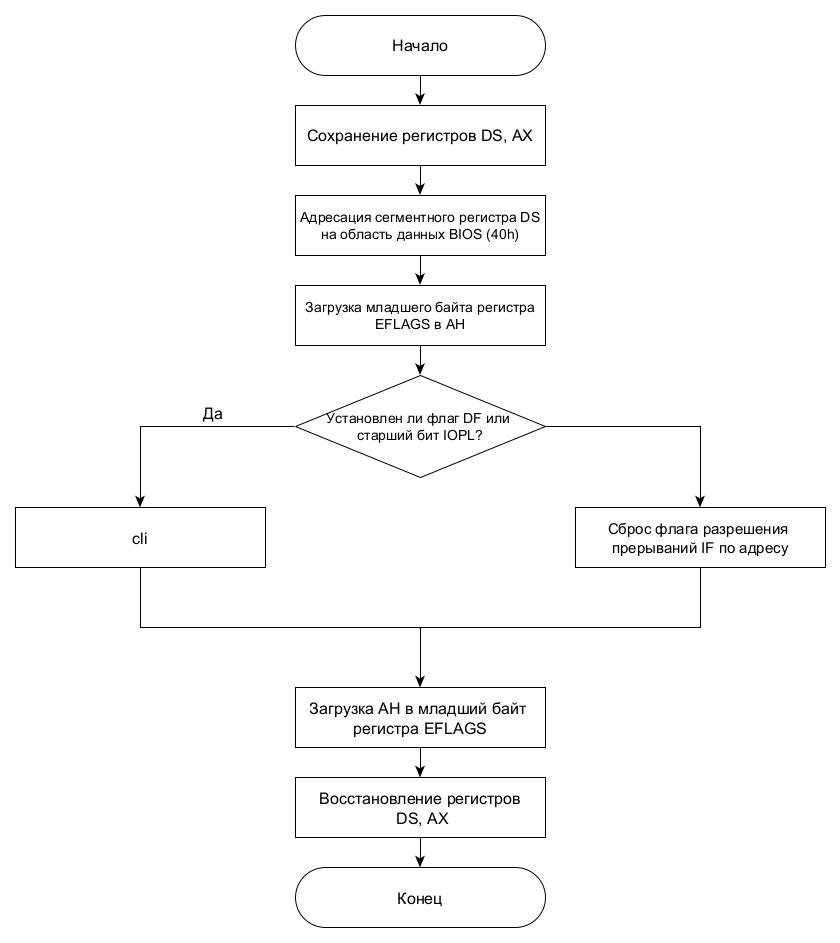 Начало
Сохранение регистров DS, AX
Адресация сегментного регистра DS
на область данных BIOS (40h)
Загрузка младшего байта регистра
EFLAGS в AH
Да
Установлен ли флаг DF или
старший бит IOPL?
cli
Сброс флага разрешения
прерываний IF по адресу
Загрузка AH в младший байт
регистра EFLAGS
Восстановление регистров
DS, AX
Конец